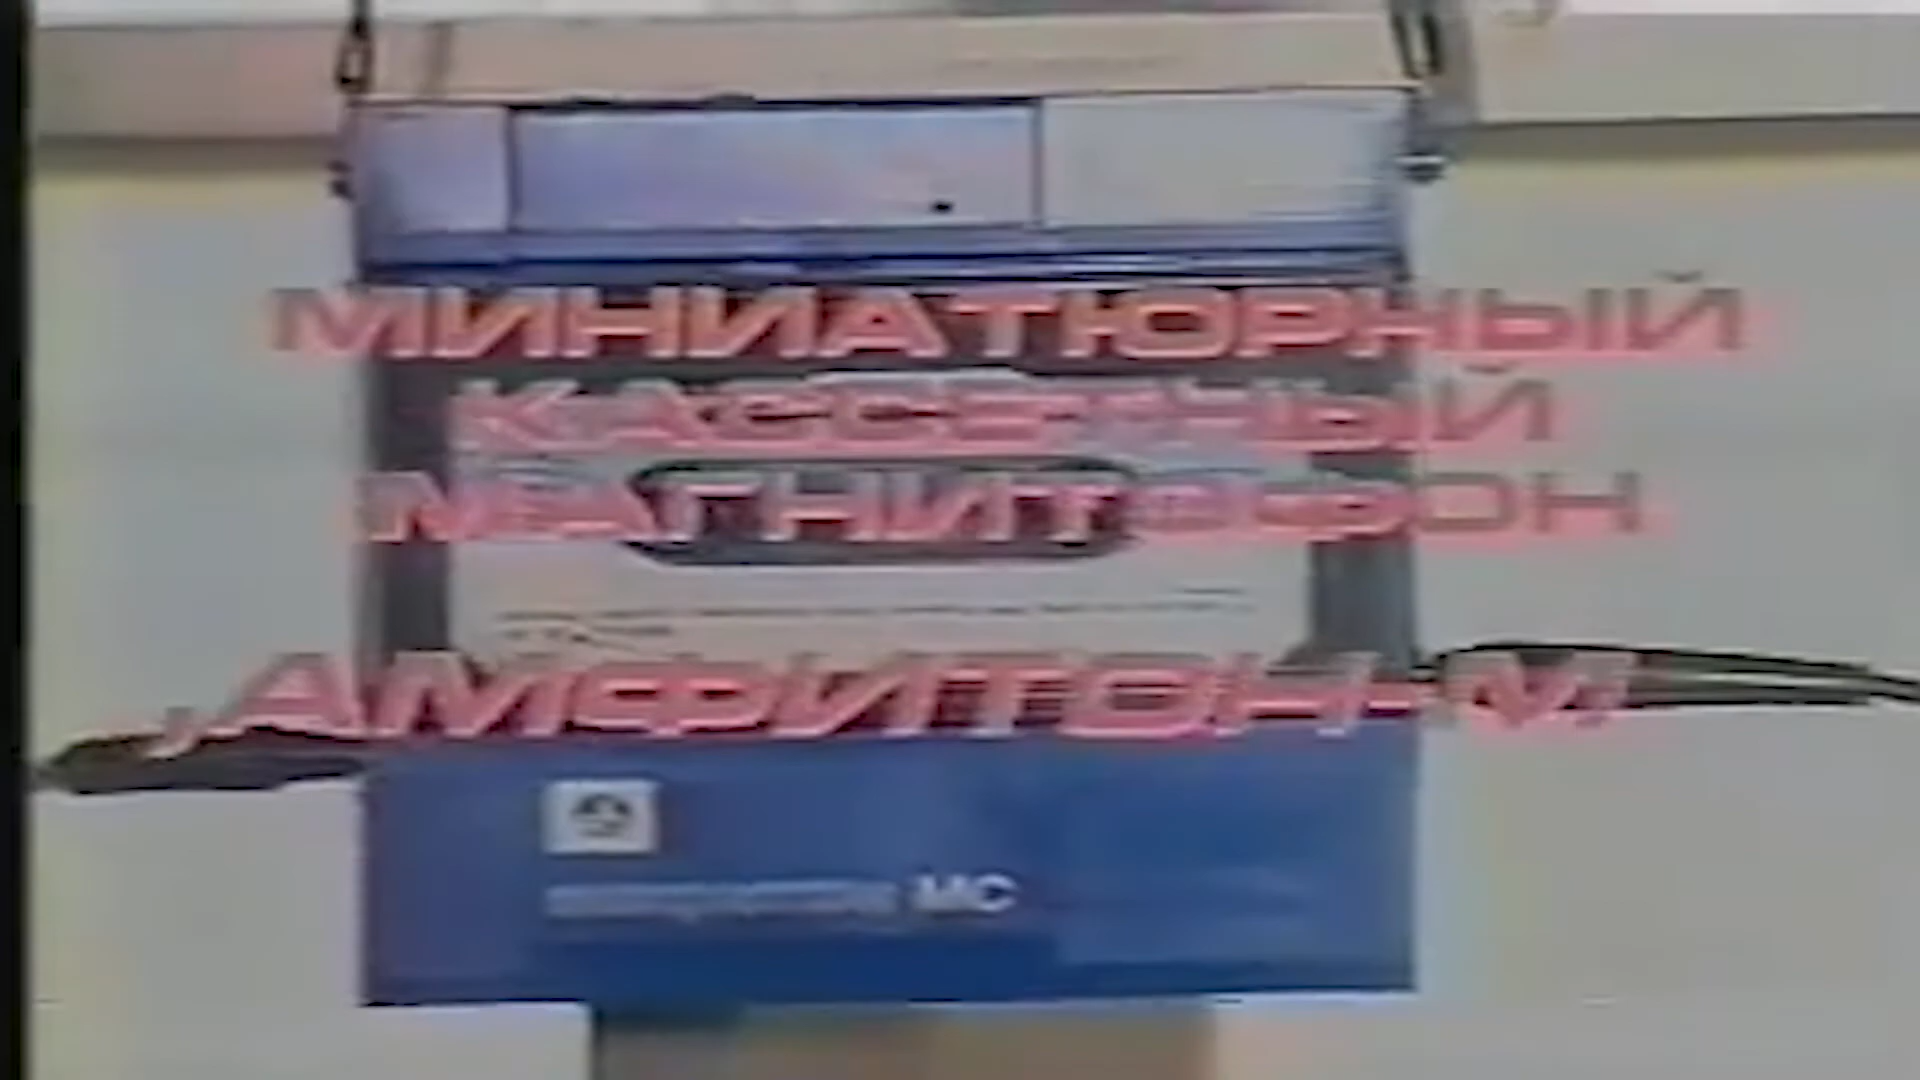 МИНИАТЮРНЫЙ
КАССЕТНЫЙ
МАГНИТОФОН
„АМФИТОН-М"
МС